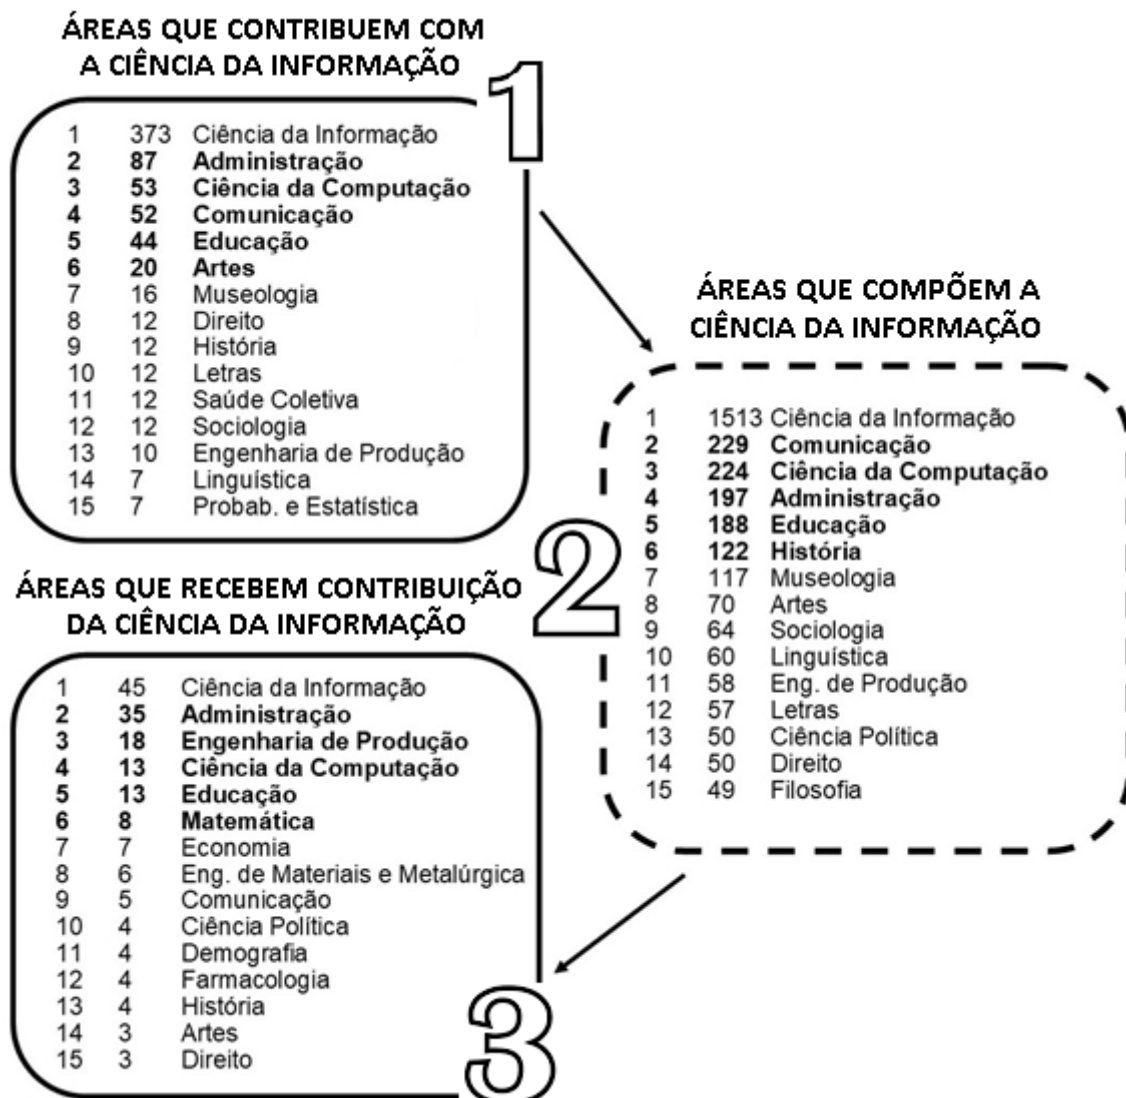 ÁREAS QUE CONTRIBUEM COM
A CIÊNCIA DA INFORMAÇÃO
1
1 373 Ciência da Informação
2 87 Administração
3 53 Ciência da Computação
4 52 Comunicação
5 44 Educação
6 20 Artes
7 16 Museologia
8 12 Direito
9 12 História
10 12 Letras
11 12 Saúde Coletiva
12 12 Sociologia
13 10 Engenharia de Produção
14 7 Linguística
15 7 Probab. e Estatística
ÁREAS QUE COMPÕEM A
CIÊNCIA DA INFORMAÇÃO
2
1 1513 Ciência da Informação
2 229 Comunicação
3 224 Ciência da Computação
4 197 Administração
5 188 Educação
6 122 História
7 117 Museologia
8 70 Artes
9 64 Sociologia
10 60 Linguística
11 58 Eng. de Produção
12 57 Letras
13 50 Ciência Política
14 50 Direito
15 49 Filosofia
ÁREAS QUE RECEBEM CONTRIBUIÇÃO
DA CIÊNCIA DA INFORMAÇÃO
1 45 Ciência da Informação
2 35 Administração
3 18 Engenharia de Produção
4 13 Ciência da Computação
5 13 Educação
6 8 Matemática
7 7 Economia
8 6 Eng. de Materiais e Metalúrgica
9 5 Comunicação
10 4 Ciência Política
11 4 Demografia
12 4 Farmacologia
13 4 História
14 3 Artes
15 3 Direito
3